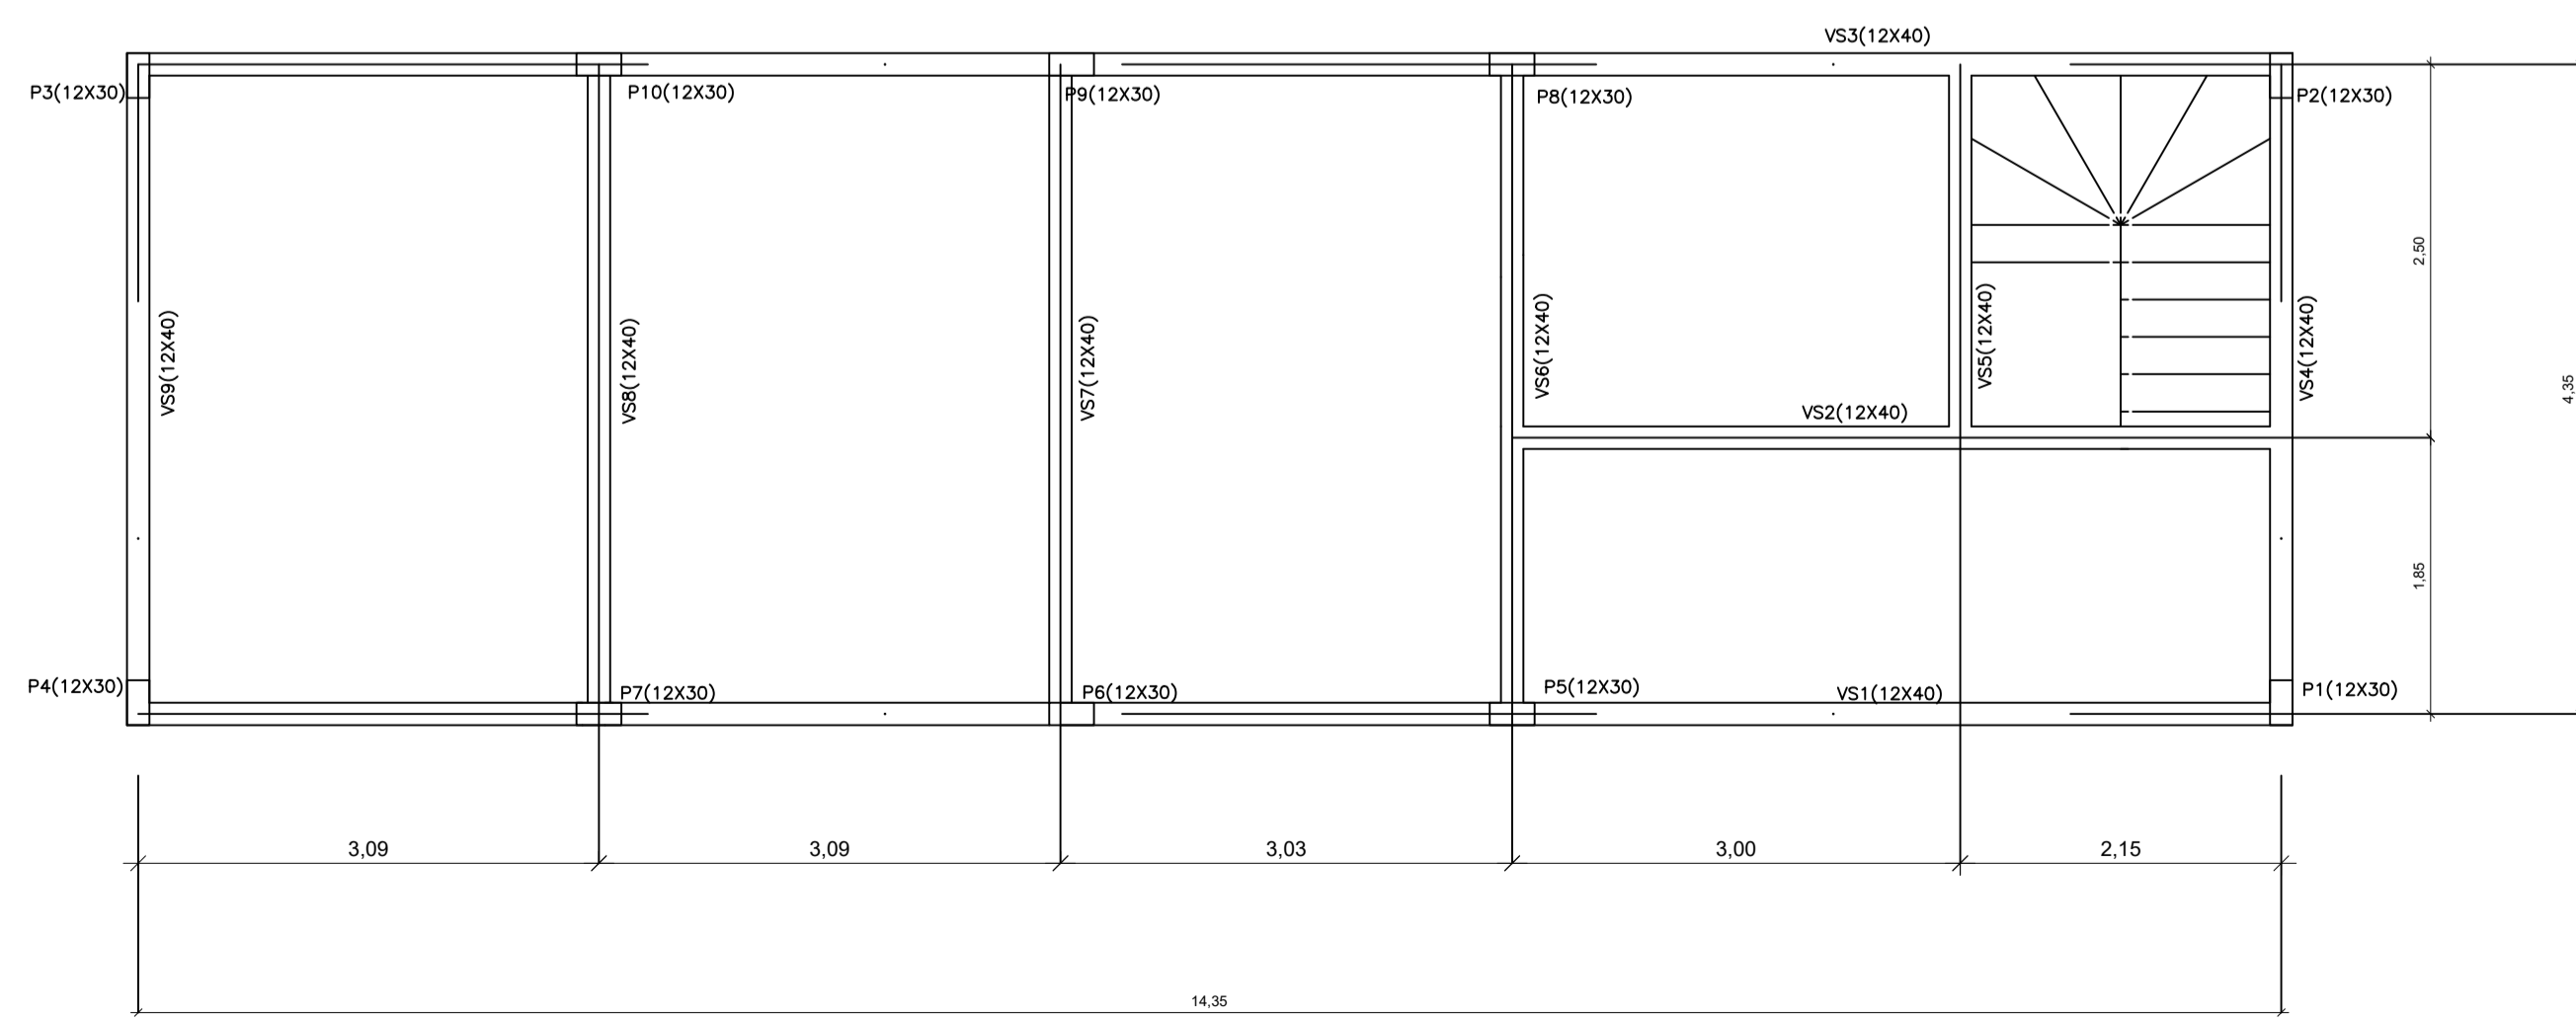 VS3(12X40)
P3(12X30)
P10(12X30)
P9(12X30)
P8(12X30)
P2(12X30)
2,50
VS9(12X40)
VS8(12X40)
VS7(12X40)
VS6(12X40)
VS5(12X40)
VS4(12X40)
4,35
VS2(12X40)
1,85
P4(12X30)
P7(12X30)
P6(12X30)
P5(12X30)
VS1(12X40)
P1(12X30)
3,09
3,09
3,03
3,00
2,15
14,35